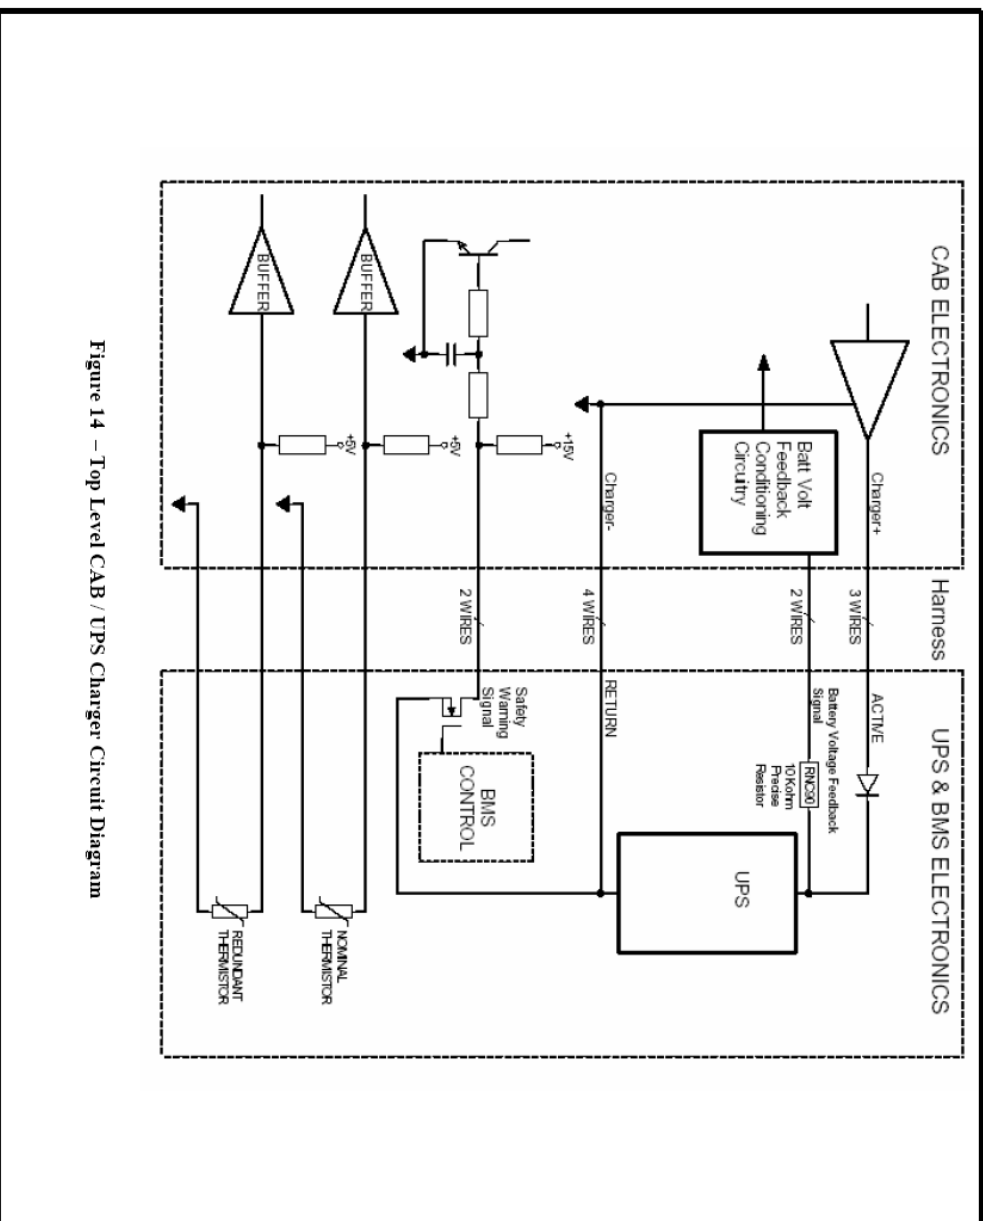 CAB ELECTRONICS
Harness
UPS & BMS ELECTRONICS
Charger+
3 WIRES
ACTIVE
Batt Volt
Feedback
Conditioning
Circuitry
2 WIRES
Battery Voltage Feedback
Signal
RNC90
10 Kohm
Precise
Resistor
UPS
Charger-
4 WIRES
RETURN
+15V
2 WIRES
Safety
Warning
Signal
BMS
CONTROL
BUFFER
+5V
NOMINAL
THERMISTOR
BUFFER
+5V
REDUNDANT
THERMISTOR
Figure 14 – Top Level CAB / UPS Charger Circuit Diagram